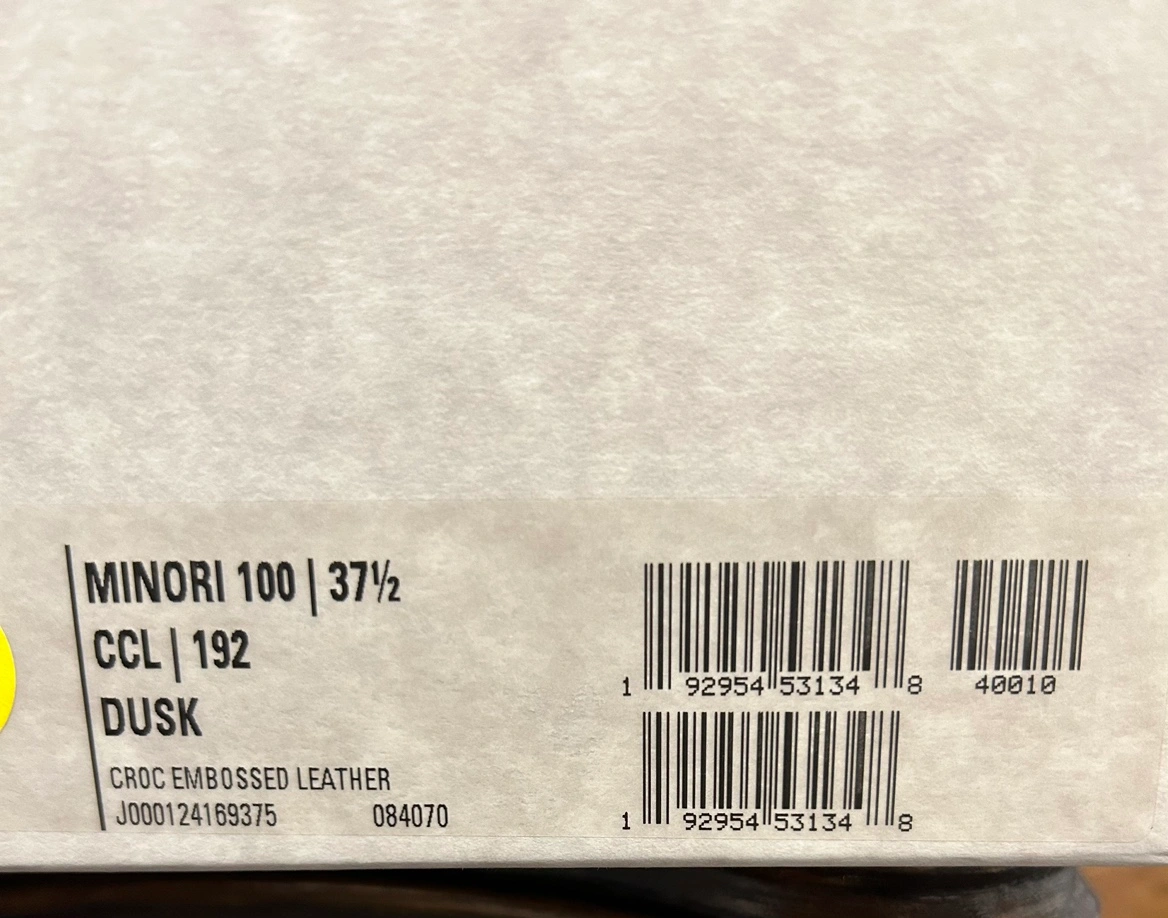 MINORI 100 | 37½
CCL | 192
DUSK
CROC EMBOSSED LEATHER
J000124169375 084070
1 92954 53134 8
40010
1 92954 53134 8